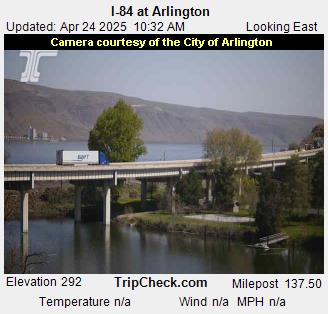 I-84 at Arlington
Updated: Apr 24 2025 10:32 AM Looking East
Camera courtesy of the City of Arlington
Elevation 292 TripCheck.com Milepost 137.50
Temperature n/a Wind n/a MPH n/a